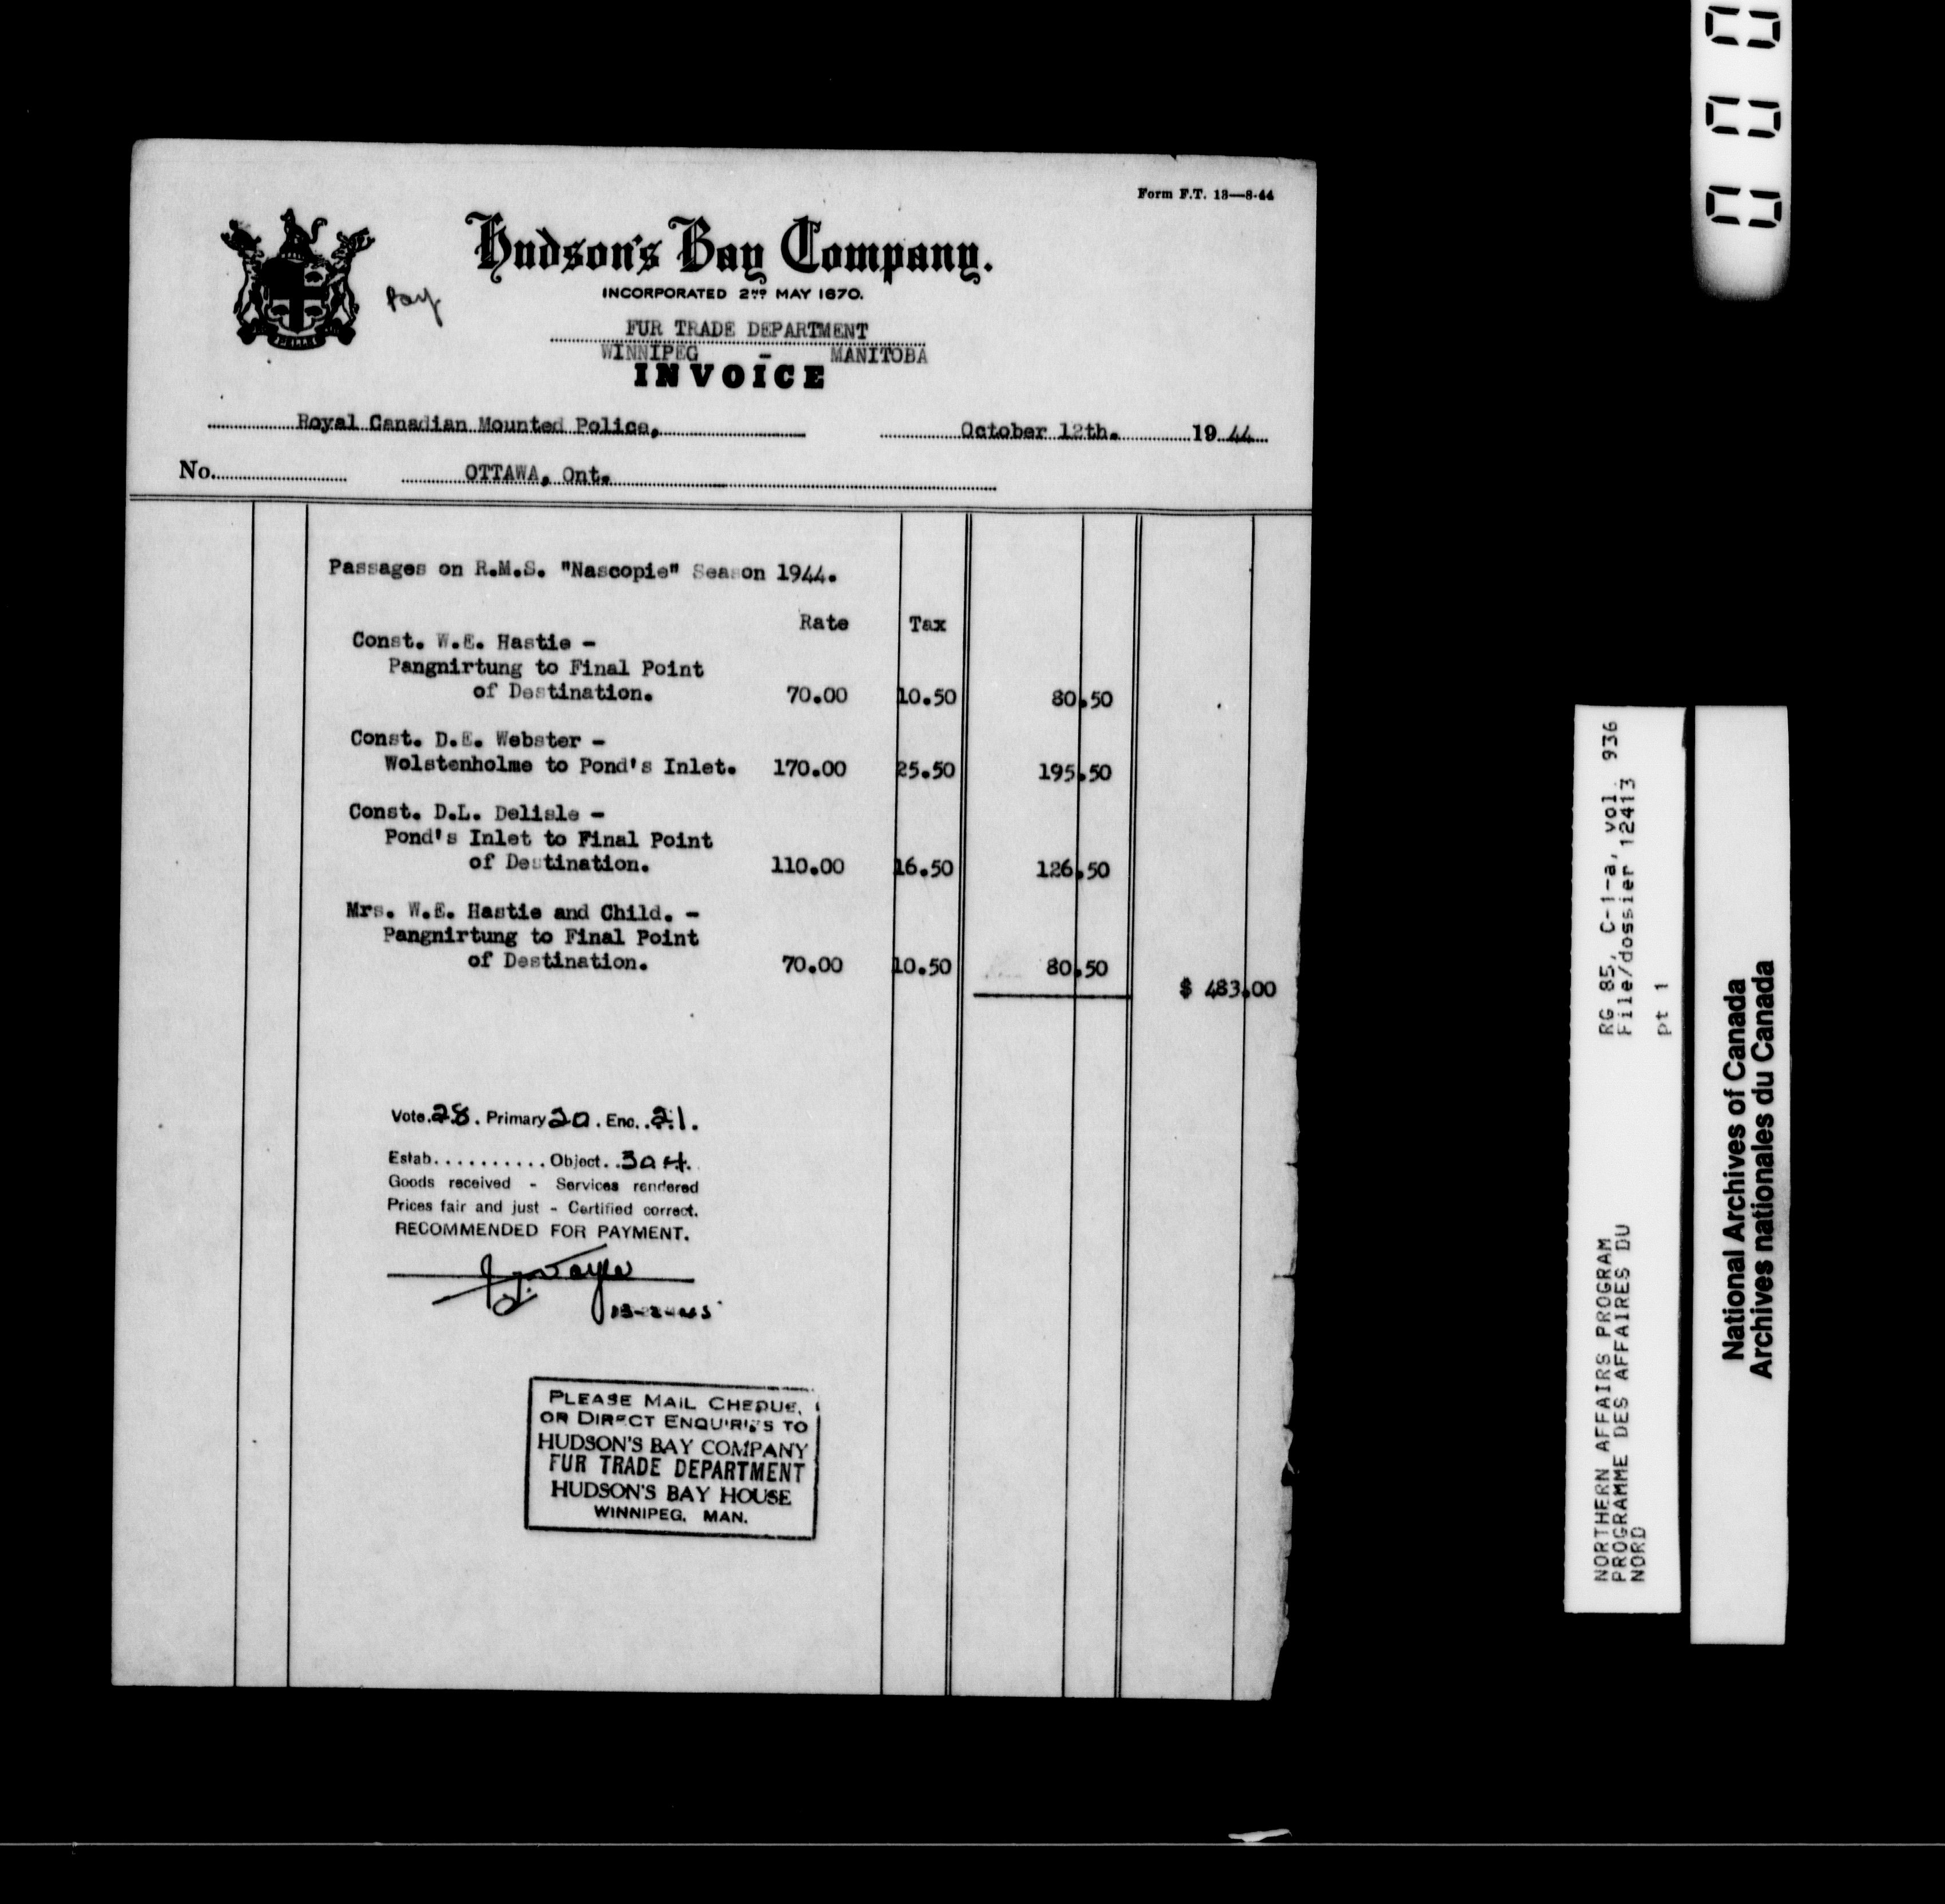 Form F.T. 13—8-44
Hudson's Bay Company.
INCORPORATED 2ND MAY 1670.
Pay
FUR TRADE DEPARTMENT
WINNIPEG - MANITOBA
INVOICE
Royal Canadian Mounted Police, October 12th. 19 44
No. OTTAWA, Ont.
Passages on R.M.S. "Nascopie" Season 1944.
Rate Tax
Const. W.E. Hastie -
Pangnirtung to Final Point
of Destination. 70.00 10.50 80.50
Const. D.E. Webster -
Wolstenholme to Pond's Inlet. 170.00 25.50 195.50
Const. D.L. Delisle -
Pond's Inlet to Final Point
of Destination. 110.00 16.50 126.50
Mrs. W.E. Hastie and Child. -
Pangnirtung to Final Point
of Destination. 70.00 10.50 80.50
$ 483.00
Vote. 28. Primary 20. Enc. 21.
Estab.......... Object. 304.
Goods received - Services rendered
Prices fair and just - Certified correct.
RECOMMENDED FOR PAYMENT.
13-2-45
PLEASE MAIL CHEQUE,
OR DIRECT ENQUIRIES TO
HUDSON'S BAY COMPANY
FUR TRADE DEPARTMENT
HUDSON'S BAY HOUSE
WINNIPEG, MAN.
NORTHERN AFFAIRS PROGRAM RG 85, C-1-a, vol. 936
PROGRAMME DES AFFAIRES DU File/dossier 12413
NORD
pt 1
National Archives of Canada
Archives nationales du Canada